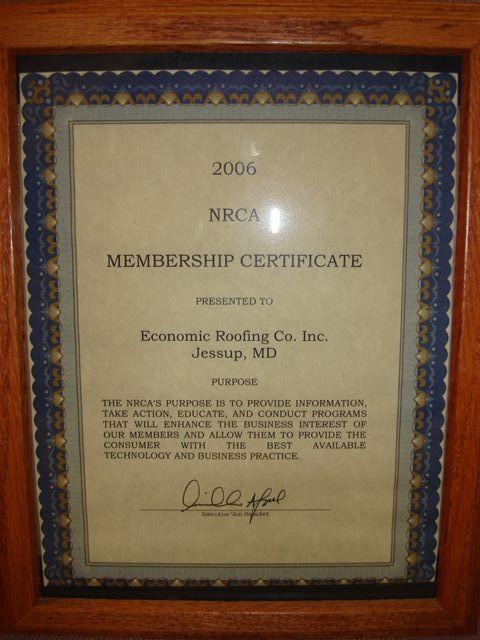 2006
NRCA
MEMBERSHIP CERTIFICATE
PRESENTED TO
Economic Roofing Co. Inc.
Jessup, MD
PURPOSE
THE NRCA'S PURPOSE IS TO PROVIDE INFORMATION,
TAKE ACTION, EDUCATE, AND CONDUCT PROGRAMS
THAT WILL ENHANCE THE BUSINESS INTEREST OF
OUR MEMBERS AND ALLOW THEM TO PROVIDE THE
CONSUMER WITH THE BEST AVAILABLE
TECHNOLOGY AND BUSINESS PRACTICE.
Executive Vice President